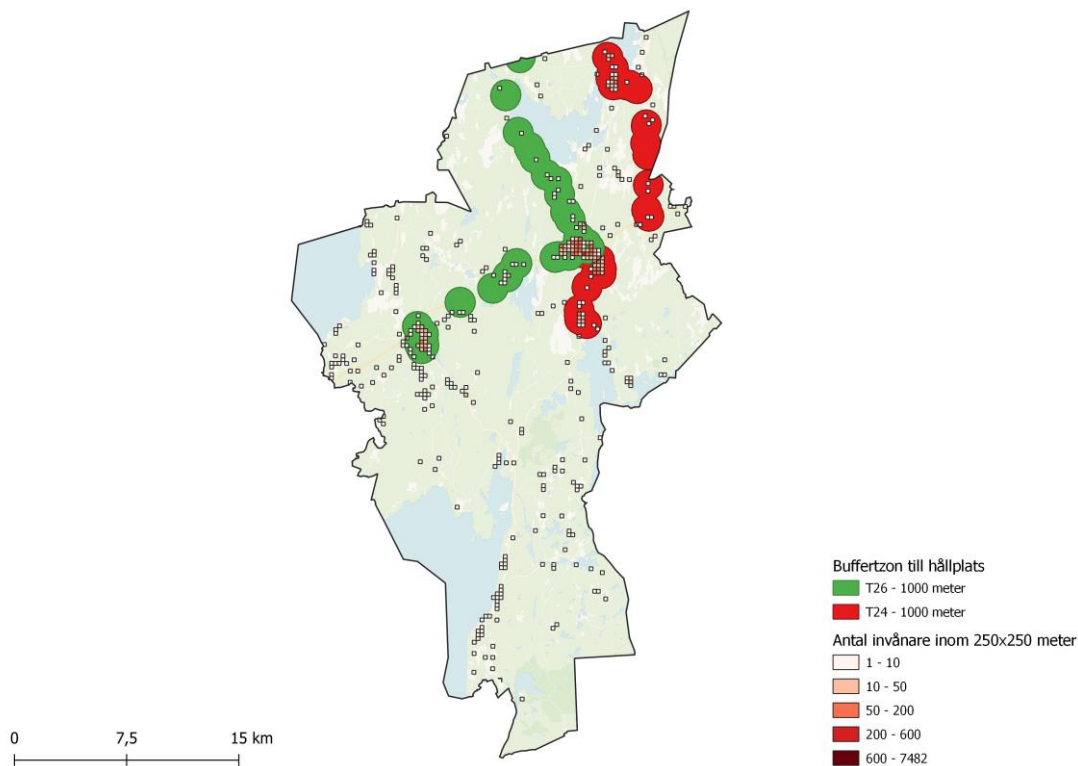 Buffertzon till hållplats
T26 - 1000 meter
T24 - 1000 meter
Antal invånare inom 250x250 meter
1 - 10
10 - 50
50 - 200
200 - 600
600 - 7482
0 7,5 15 km